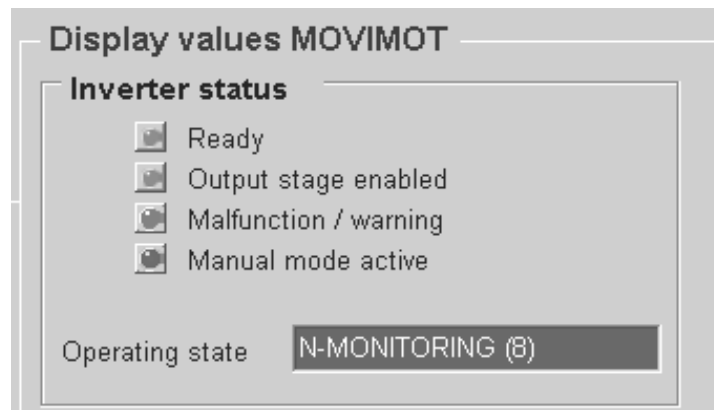 Display values MOVIMOT
Inverter status
Ready
Output stage enabled
Malfunction / warning
Manual mode active
Operating state N-MONITORING (8)